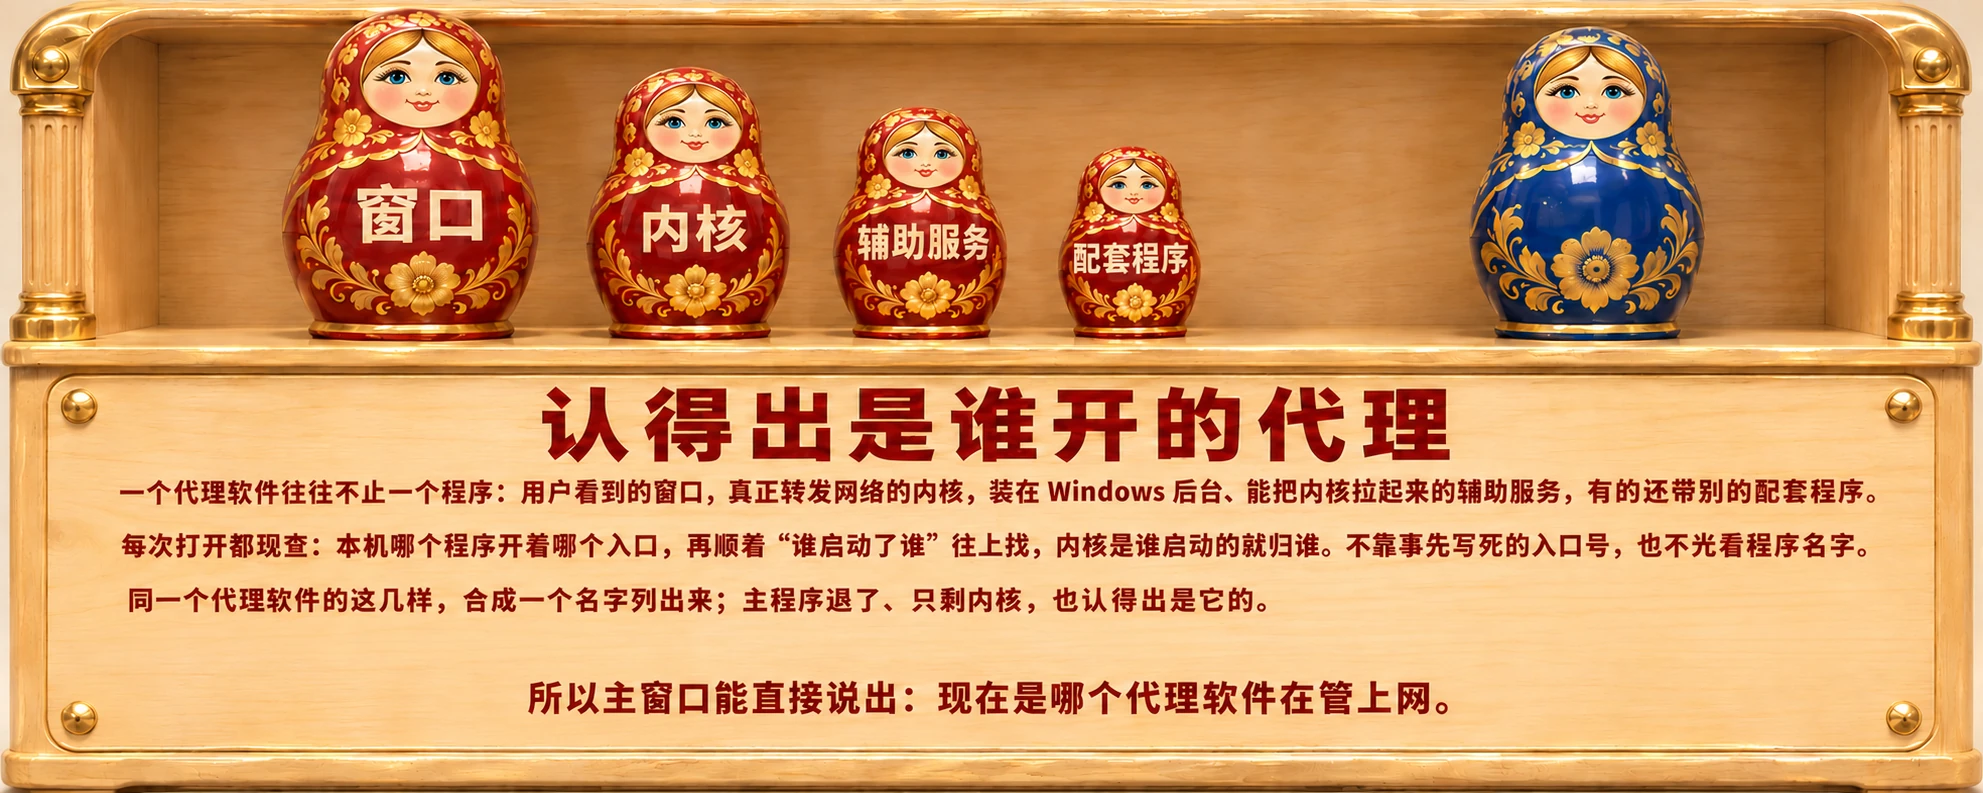 窗口
内核
辅助服务
配套程序
认得出是谁开的代理
一个代理软件往往不止一个程序：用户看到的窗口，真正转发网络的内核，装在 Windows 后台、能把内核拉起来的辅助服务，有的还带别的配套程序。
每次打开都现查：本机哪个程序开着哪个入口，再顺着“谁启动了谁”往上找，内核是谁启动的就归谁。不靠事先写死的入口号，也不光看程序名字。
同一个代理软件的这几样，合成一个名字列出来；主程序退了、只剩内核，也认得出是它的。
所以主窗口能直接说出：现在是哪个代理软件在管上网。